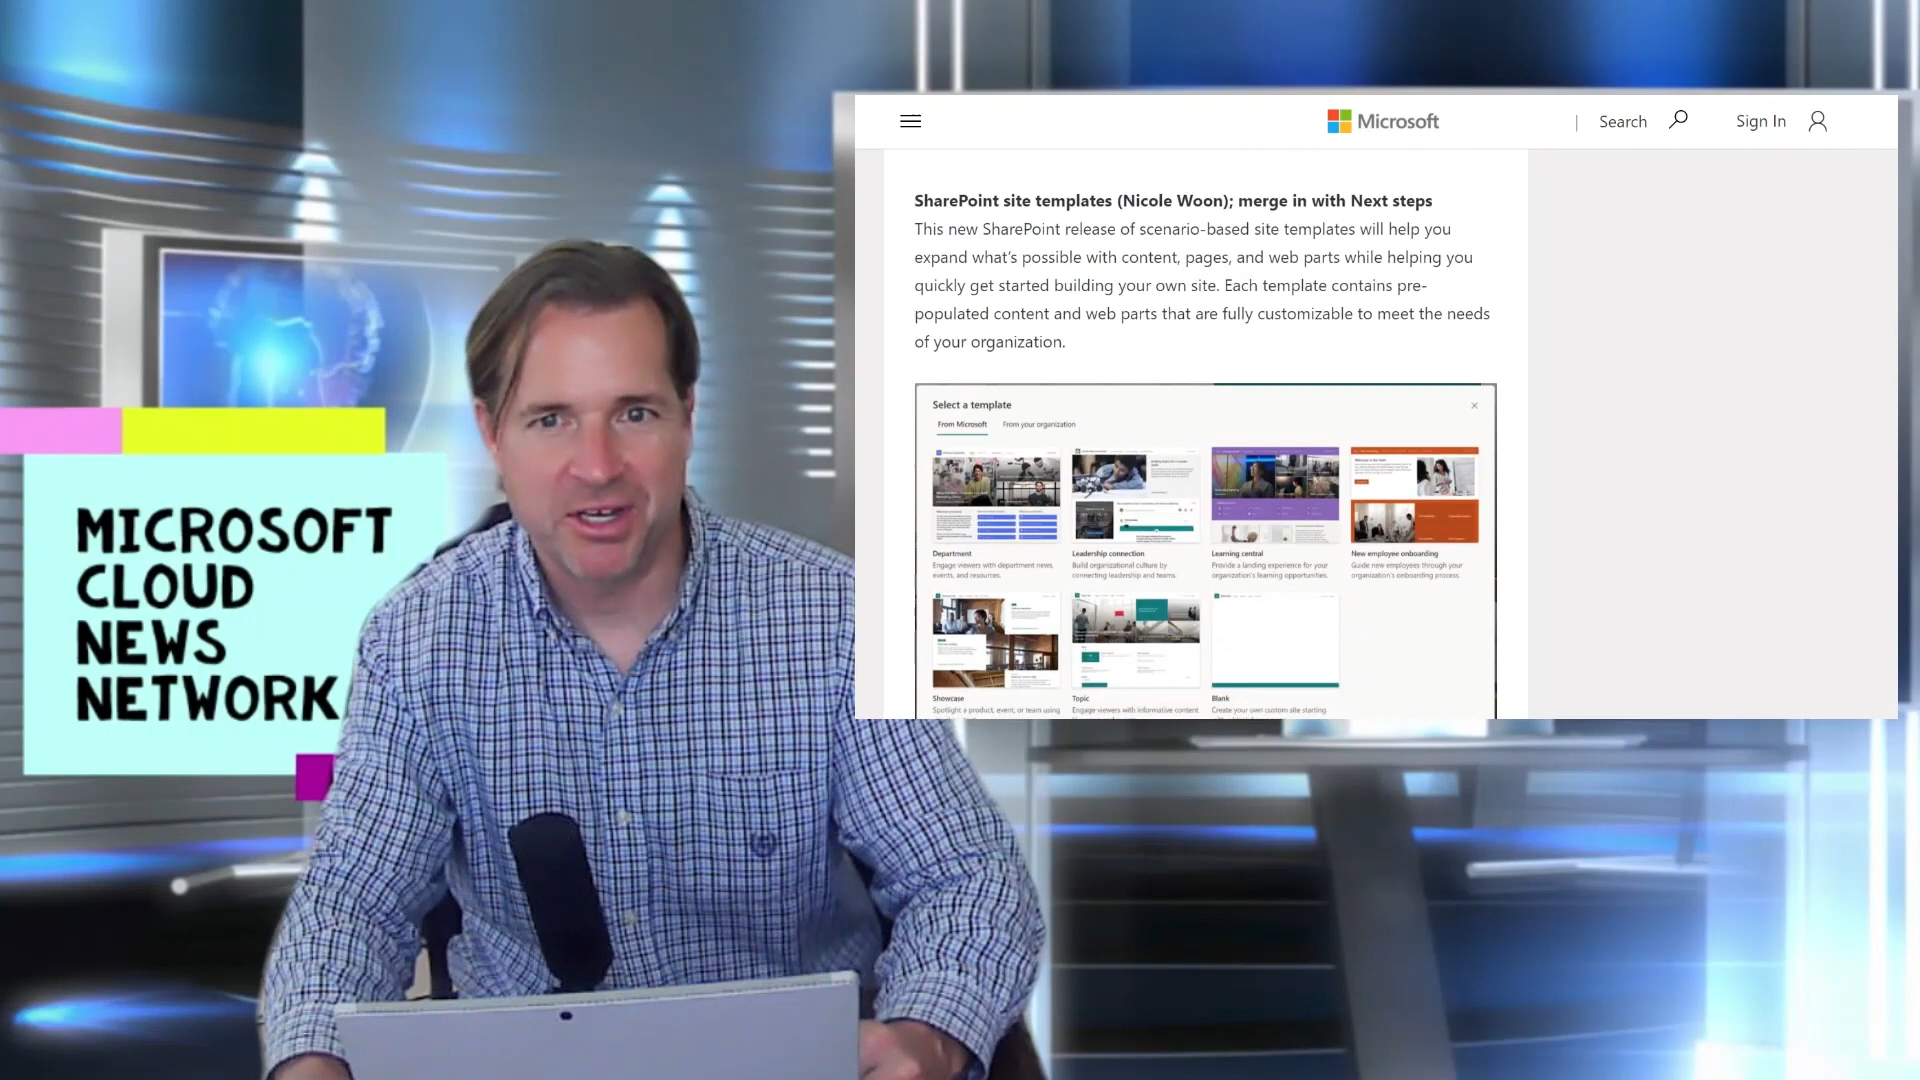 MICROSOFT
CLOUD
NEWS
NETWORK
Microsoft
| Search
Sign In
SharePoint site templates (Nicole Woon); merge in with Next steps
This new SharePoint release of scenario-based site templates will help you
expand what's possible with content, pages, and web parts while helping you
quickly get started building your own site. Each template contains pre-
populated content and web parts that are fully customizable to meet the needs
of your organization.
Select a template
From Microsoft
From your organization
Department
Engage viewers with department news,
events, and resources.
Leadership connection
Build organizational culture by
connecting leadership and teams.
Learning central
Provide a landing experience for your
organization's learning opportunities.
New employee onboarding
Guide new employees through your
organization's onboarding process.
Showcase
Spotlight a product, event, or team using
Topic
Engage viewers with informative content
Blank
Create your own custom site starting